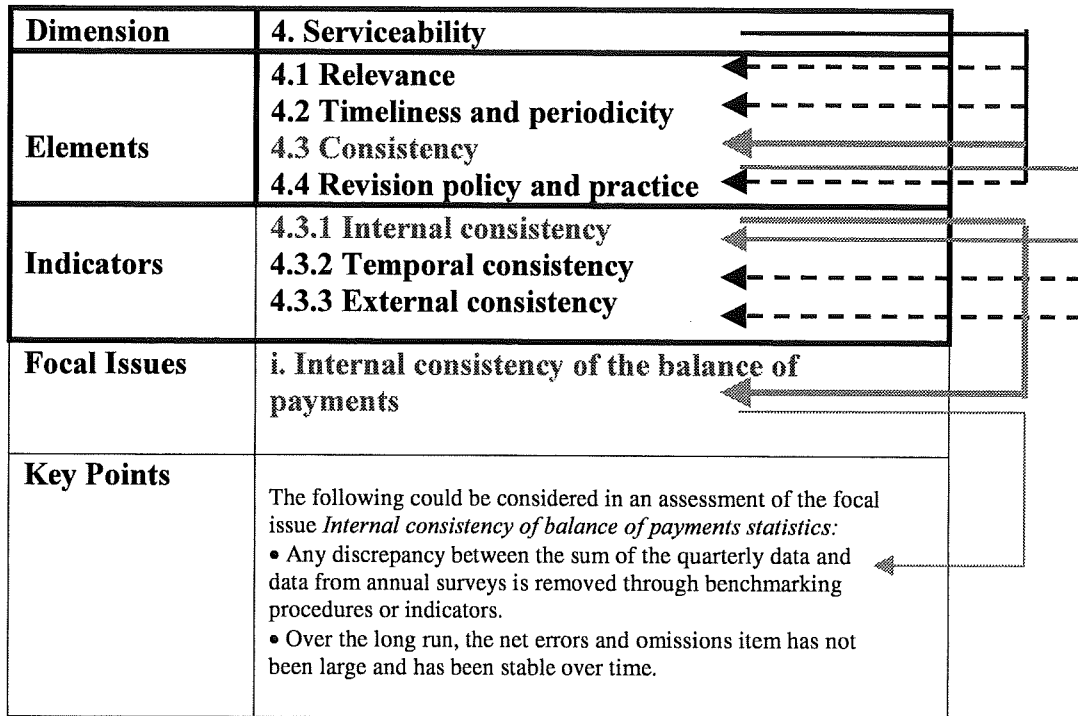 Dimension
4. Serviceability
Elements
4.1 Relevance
4.2 Timeliness and periodicity
4.3 Consistency
4.4 Revision policy and practice
Indicators
4.3.1 Internal consistency
4.3.2 Temporal consistency
4.3.3 External consistency
Focal Issues
i. Internal consistency of the balance of
payments
Key Points
The following could be considered in an assessment of the focal
issue Internal consistency of balance of payments statistics:
• Any discrepancy between the sum of the quarterly data and
data from annual surveys is removed through benchmarking
procedures or indicators.
• Over the long run, the net errors and omissions item has not
been large and has been stable over time.